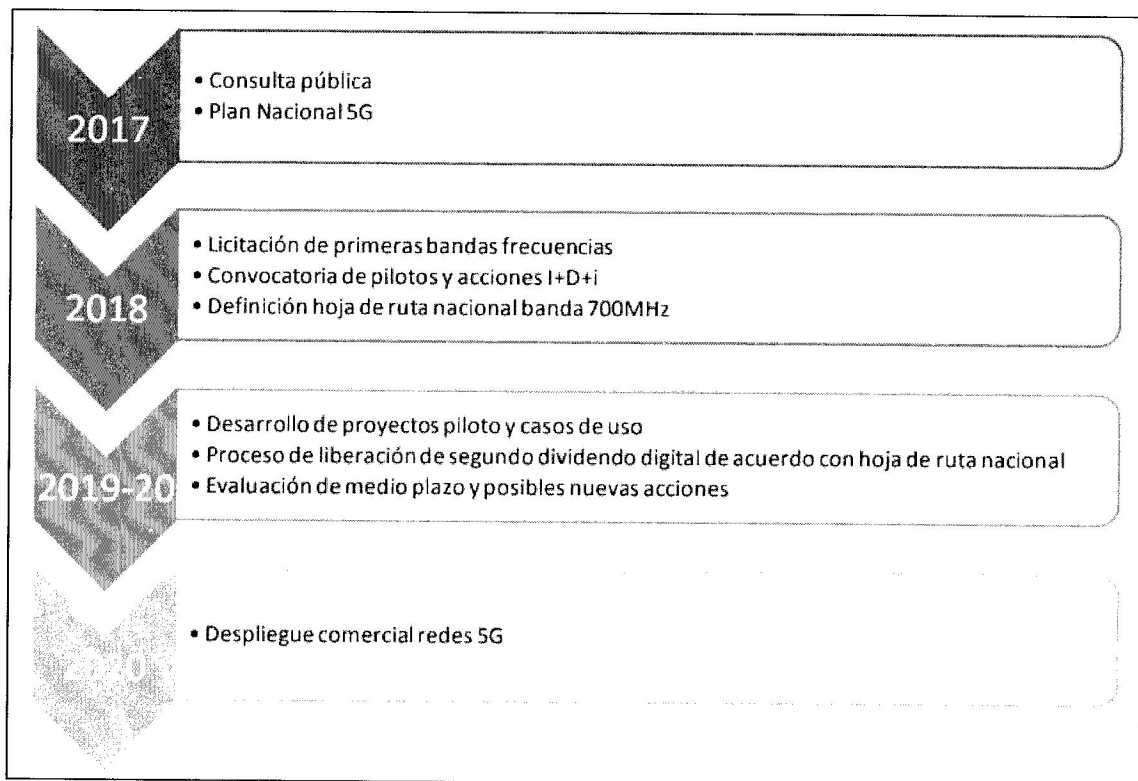 2017
• Consulta pública
• Plan Nacional 5G
2018
• Licitación de primeras bandas frecuencias
• Convocatoria de pilotos y acciones I+D+i
• Definición hoja de ruta nacional banda 700MHz
2019-20
• Desarrollo de proyectos piloto y casos de uso
• Proceso de liberación de segundo dividendo digital de acuerdo con hoja de ruta nacional
• Evaluación de medio plazo y posibles nuevas acciones
2020
• Despliegue comercial redes 5G